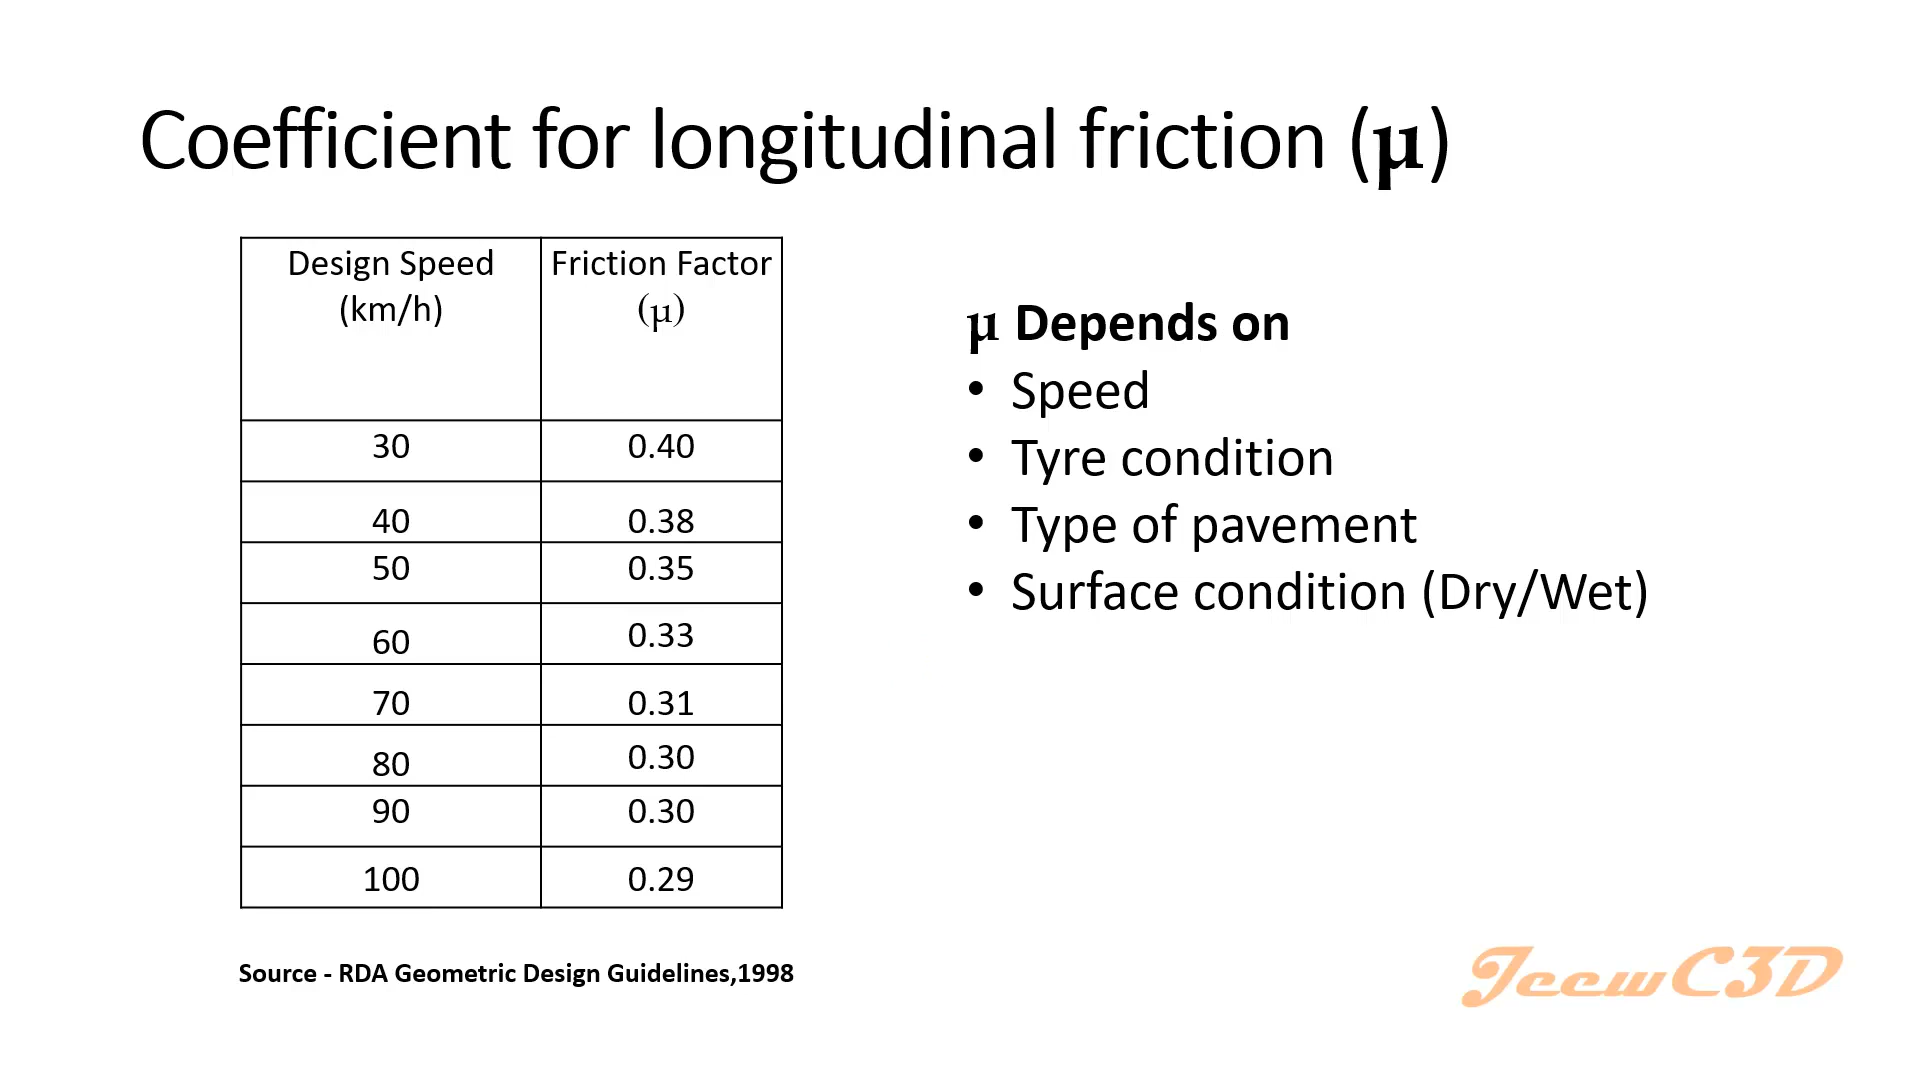 Coefficient for longitudinal friction (µ)
Design Speed
(km/h)
Friction Factor
(µ)
30 0.40
40 0.38
50 0.35
60 0.33
70 0.31
80 0.30
90 0.30
100 0.29
Source - RDA Geometric Design Guidelines,1998
µ Depends on
• Speed
• Tyre condition
• Type of pavement
• Surface condition (Dry/Wet)
JeewC3D